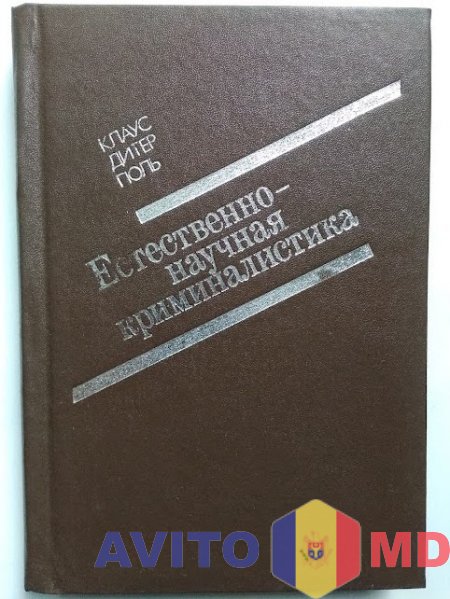 КЛАУС
ДИТЕР
ПОЛЬ
Естественно-
научная
криминалистика
AVITO MD